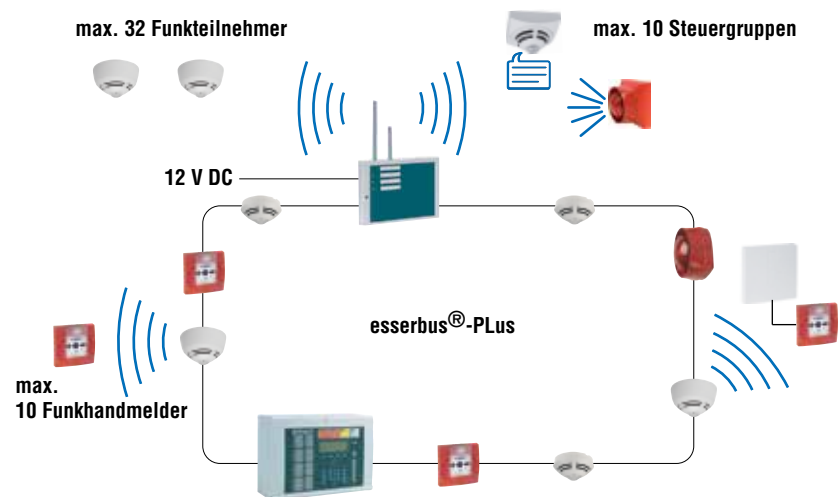 max. 32 Funkteilnehmer
max. 10 Steuergruppen
12 V DC
esserbus®-PLus
max.
10 Funkhandmelder